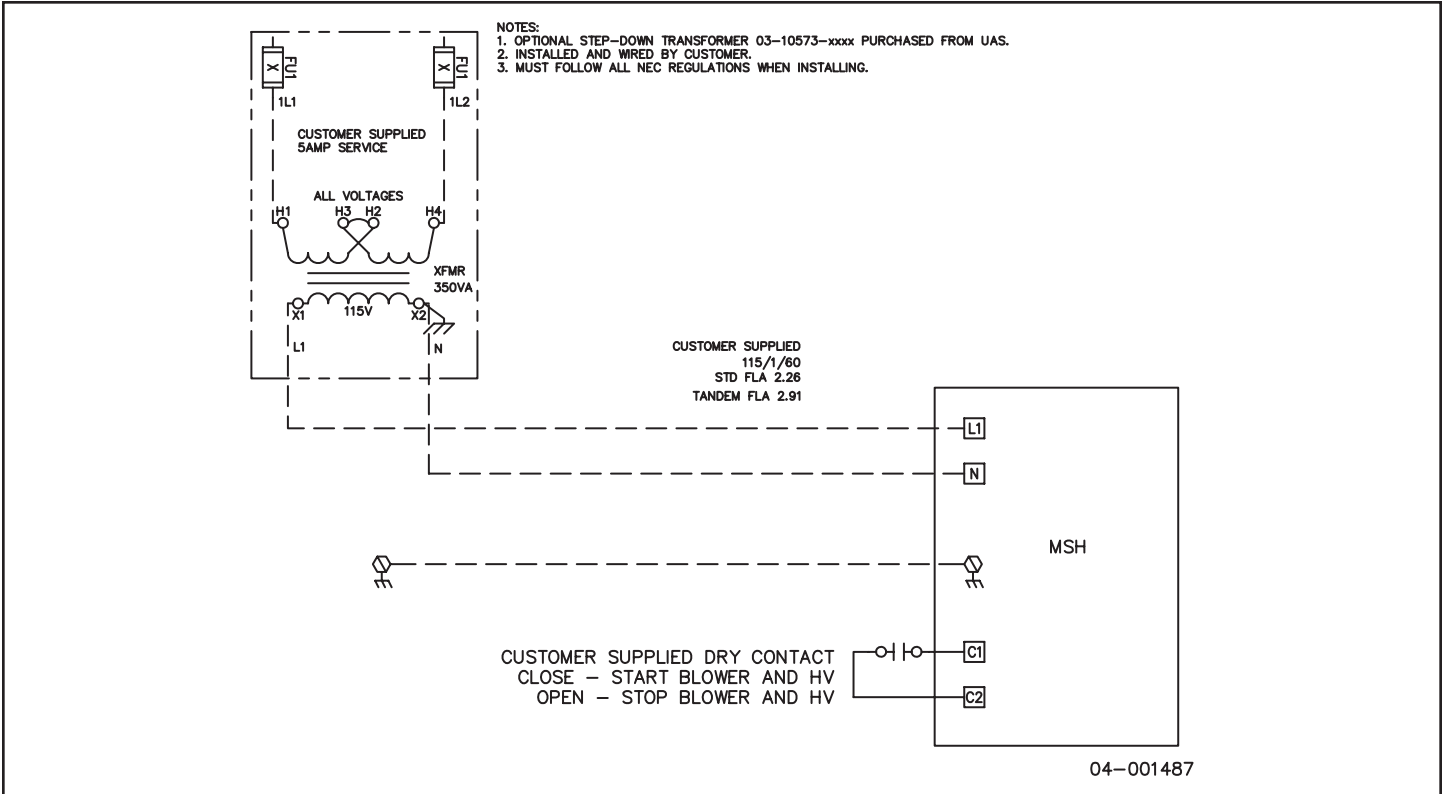 NOTES:
1. OPTIONAL STEP-DOWN TRANSFORMER 03-10573-xxxx PURCHASED FROM UAS.
2. INSTALLED AND WIRED BY CUSTOMER.
3. MUST FOLLOW ALL NEC REGULATIONS WHEN INSTALLING.
X FU1
X FU1
1L1
1L2
CUSTOMER SUPPLIED
5AMP SERVICE
ALL VOLTAGES
H1 H3 H2 H4
XFMR
350VA
X1 115V X2
L1 N
CUSTOMER SUPPLIED
115/1/60
STD FLA 2.26
TANDEM FLA 2.91
L1
N
MSH
CUSTOMER SUPPLIED DRY CONTACT
CLOSE - START BLOWER AND HV
OPEN - STOP BLOWER AND HV
C1
C2
04-001487